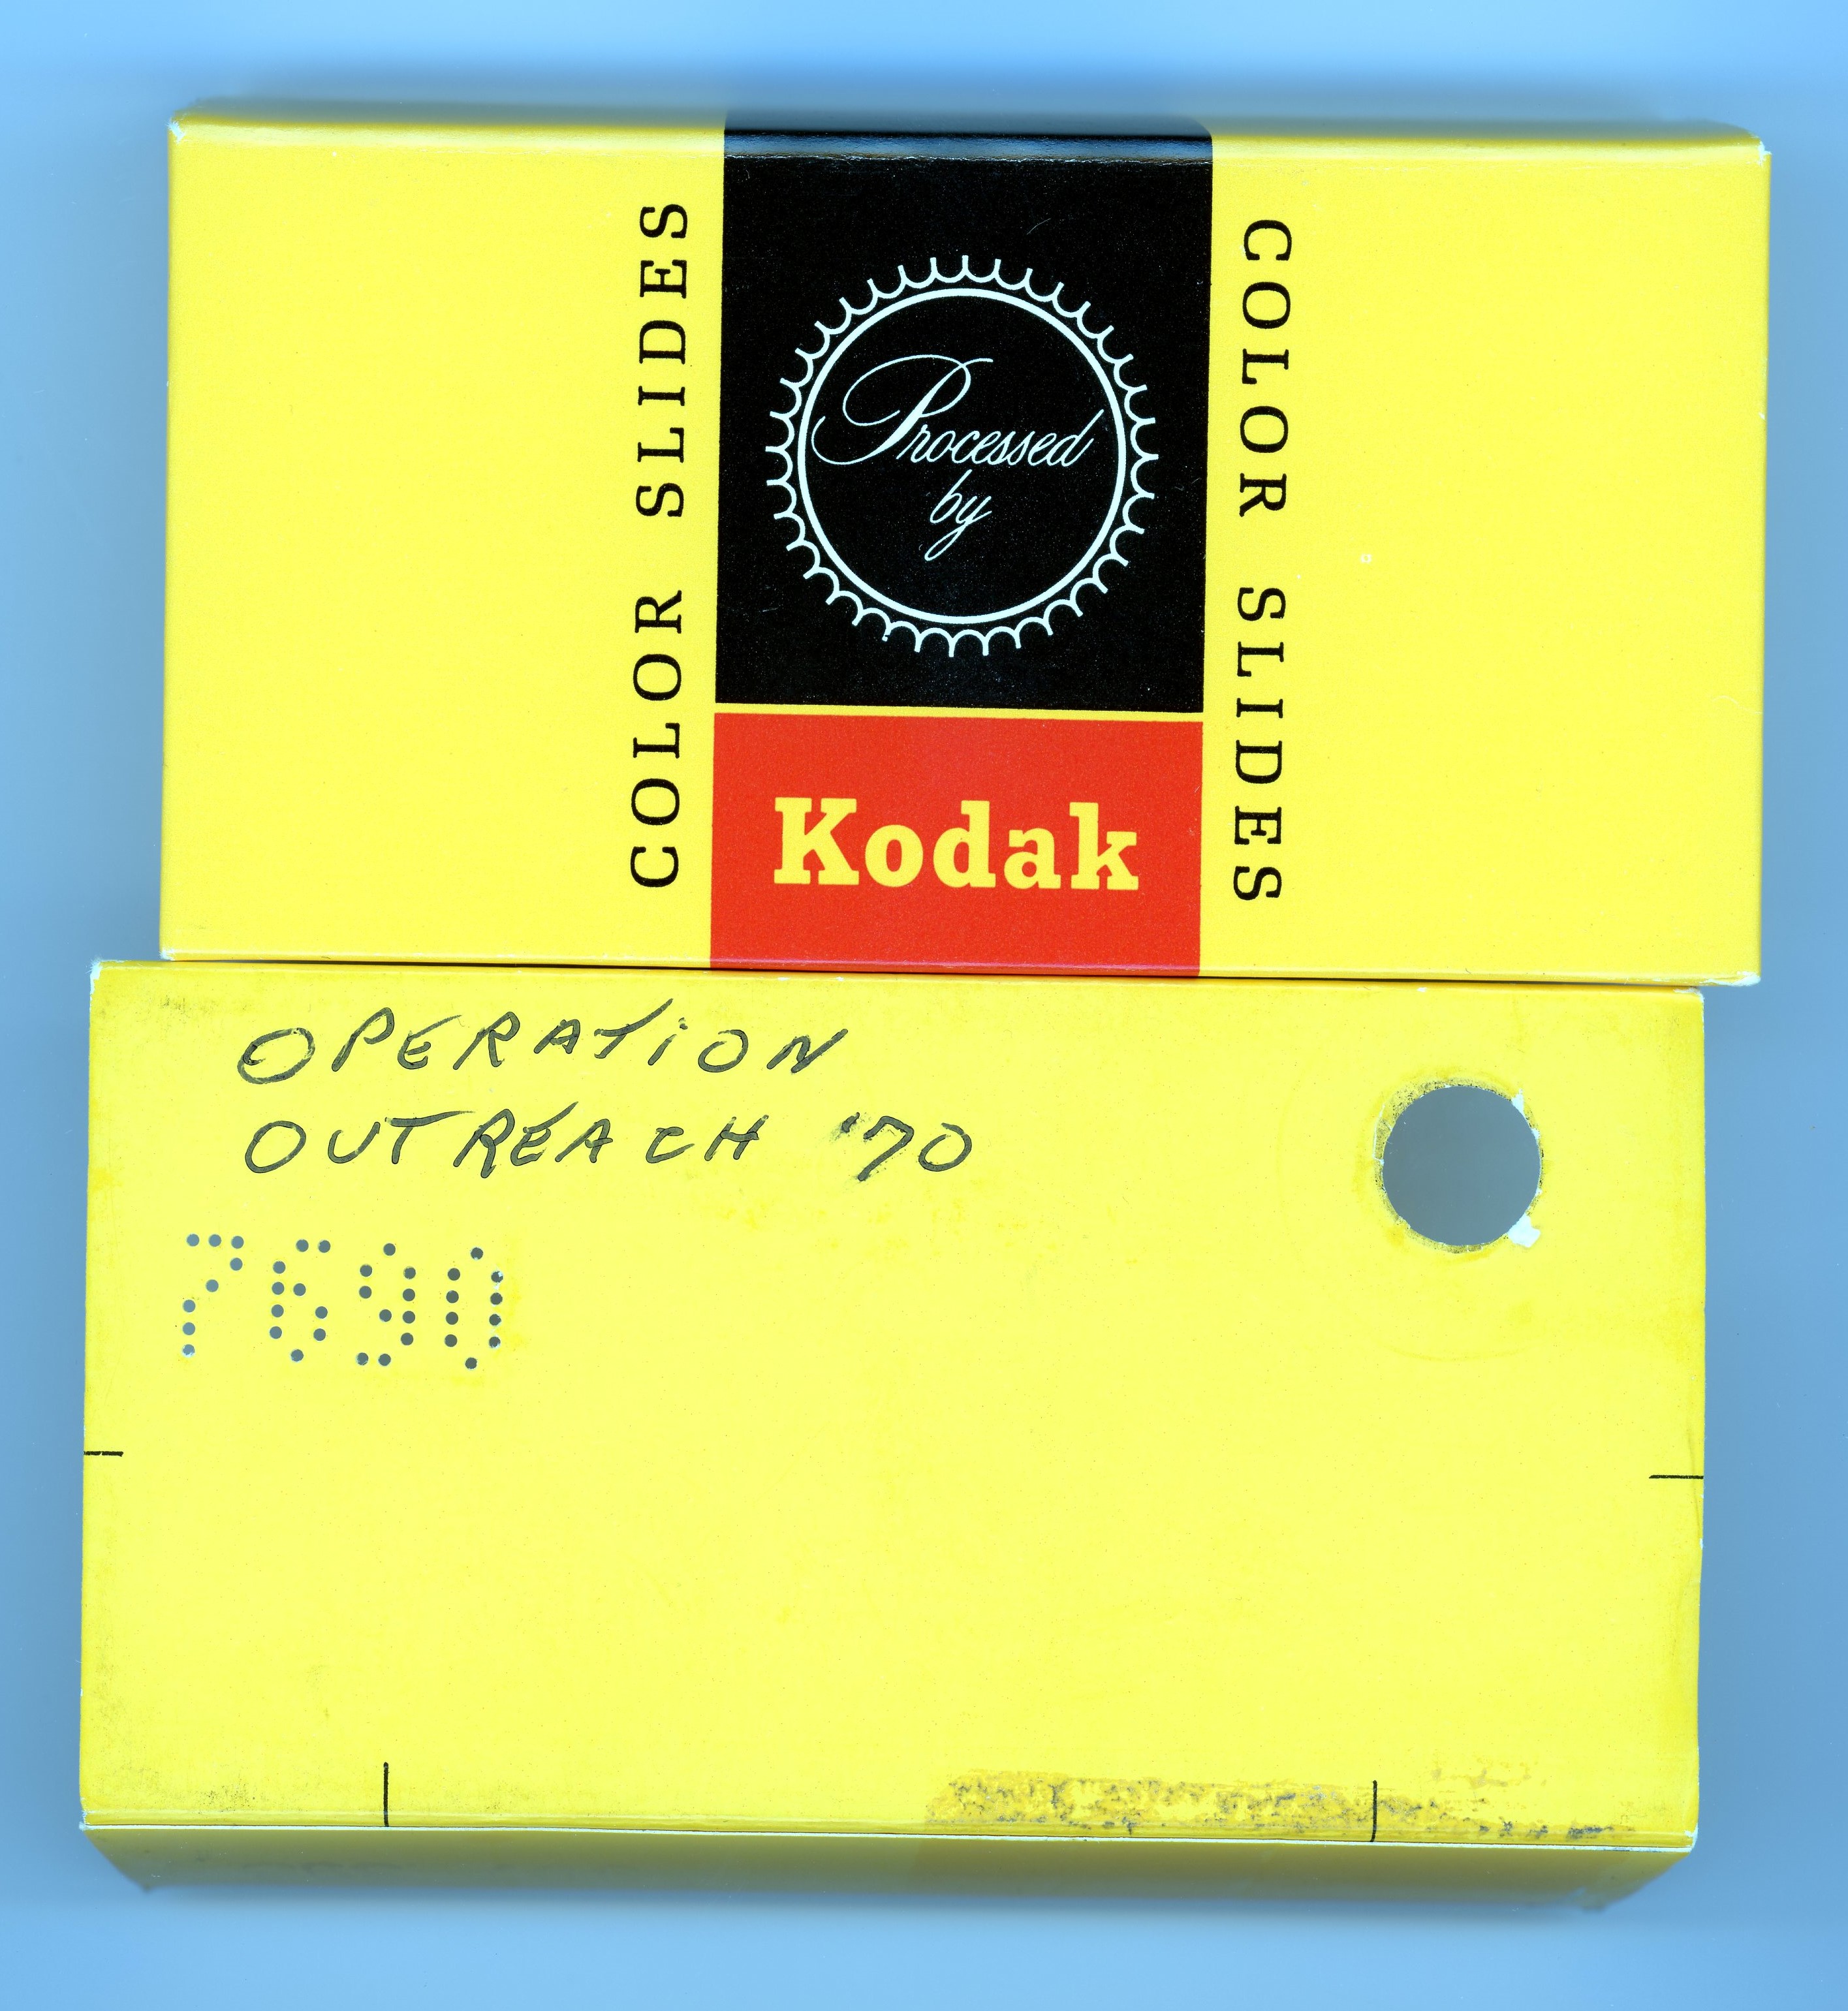 COLOR SLIDES
Processed
by
Kodak
COLOR SLIDES
OPERATION
OUTREACH '70
7690